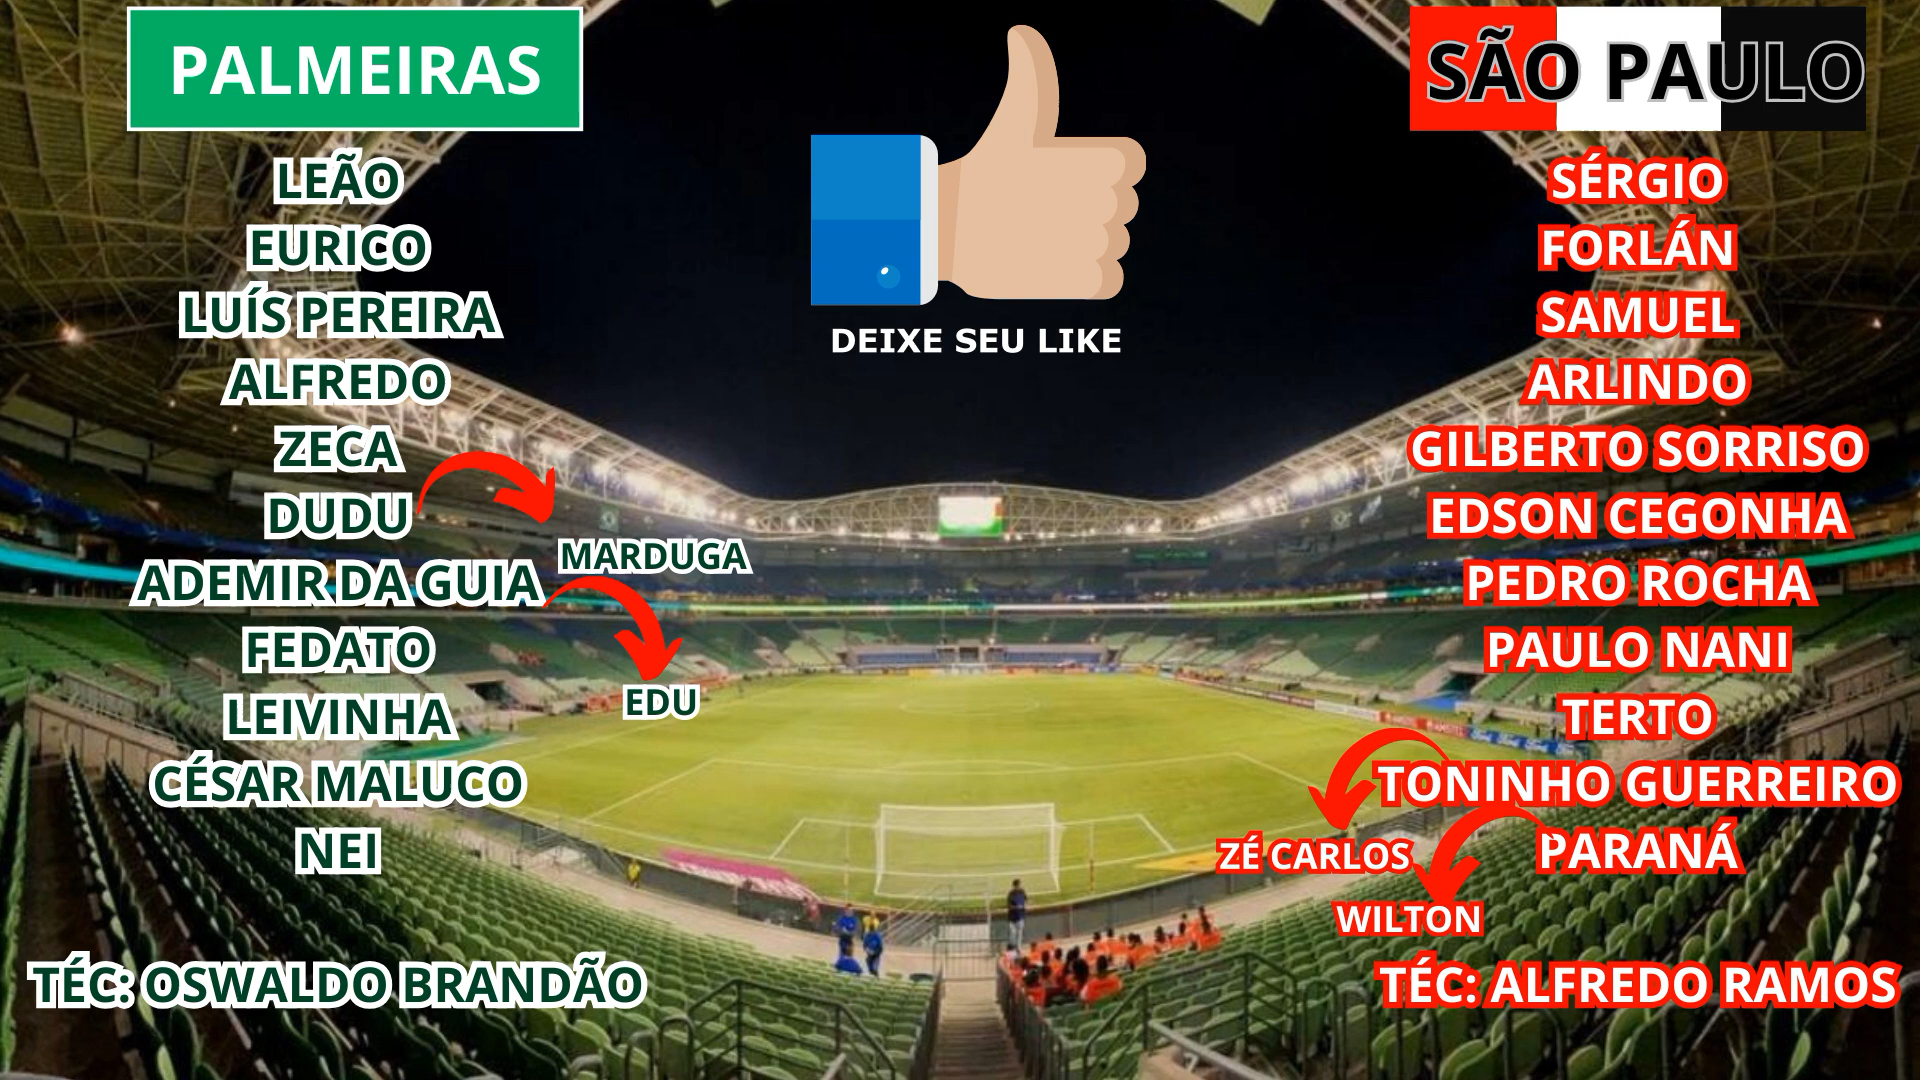 PALMEIRAS
LEÃO
EURICO
LUÍS PEREIRA
ALFREDO
ZECA
DUDU
MARDUGA
ADEMIR DA GUIA
EDU
FEDATO
LEIVINHA
CÉSAR MALUCO
NEI
TÉC: OSWALDO BRANDÃO
DEIXE SEU LIKE
SÃO PAULO
SÉRGIO
FORLÁN
SAMUEL
ARLINDO
GILBERTO SORRISO
EDSON CEGONHA
PEDRO ROCHA
PAULO NANI
TERTO
TONINHO GUERREIRO
ZÉ CARLOS
PARANÁ
WILTON
TÉC: ALFREDO RAMOS